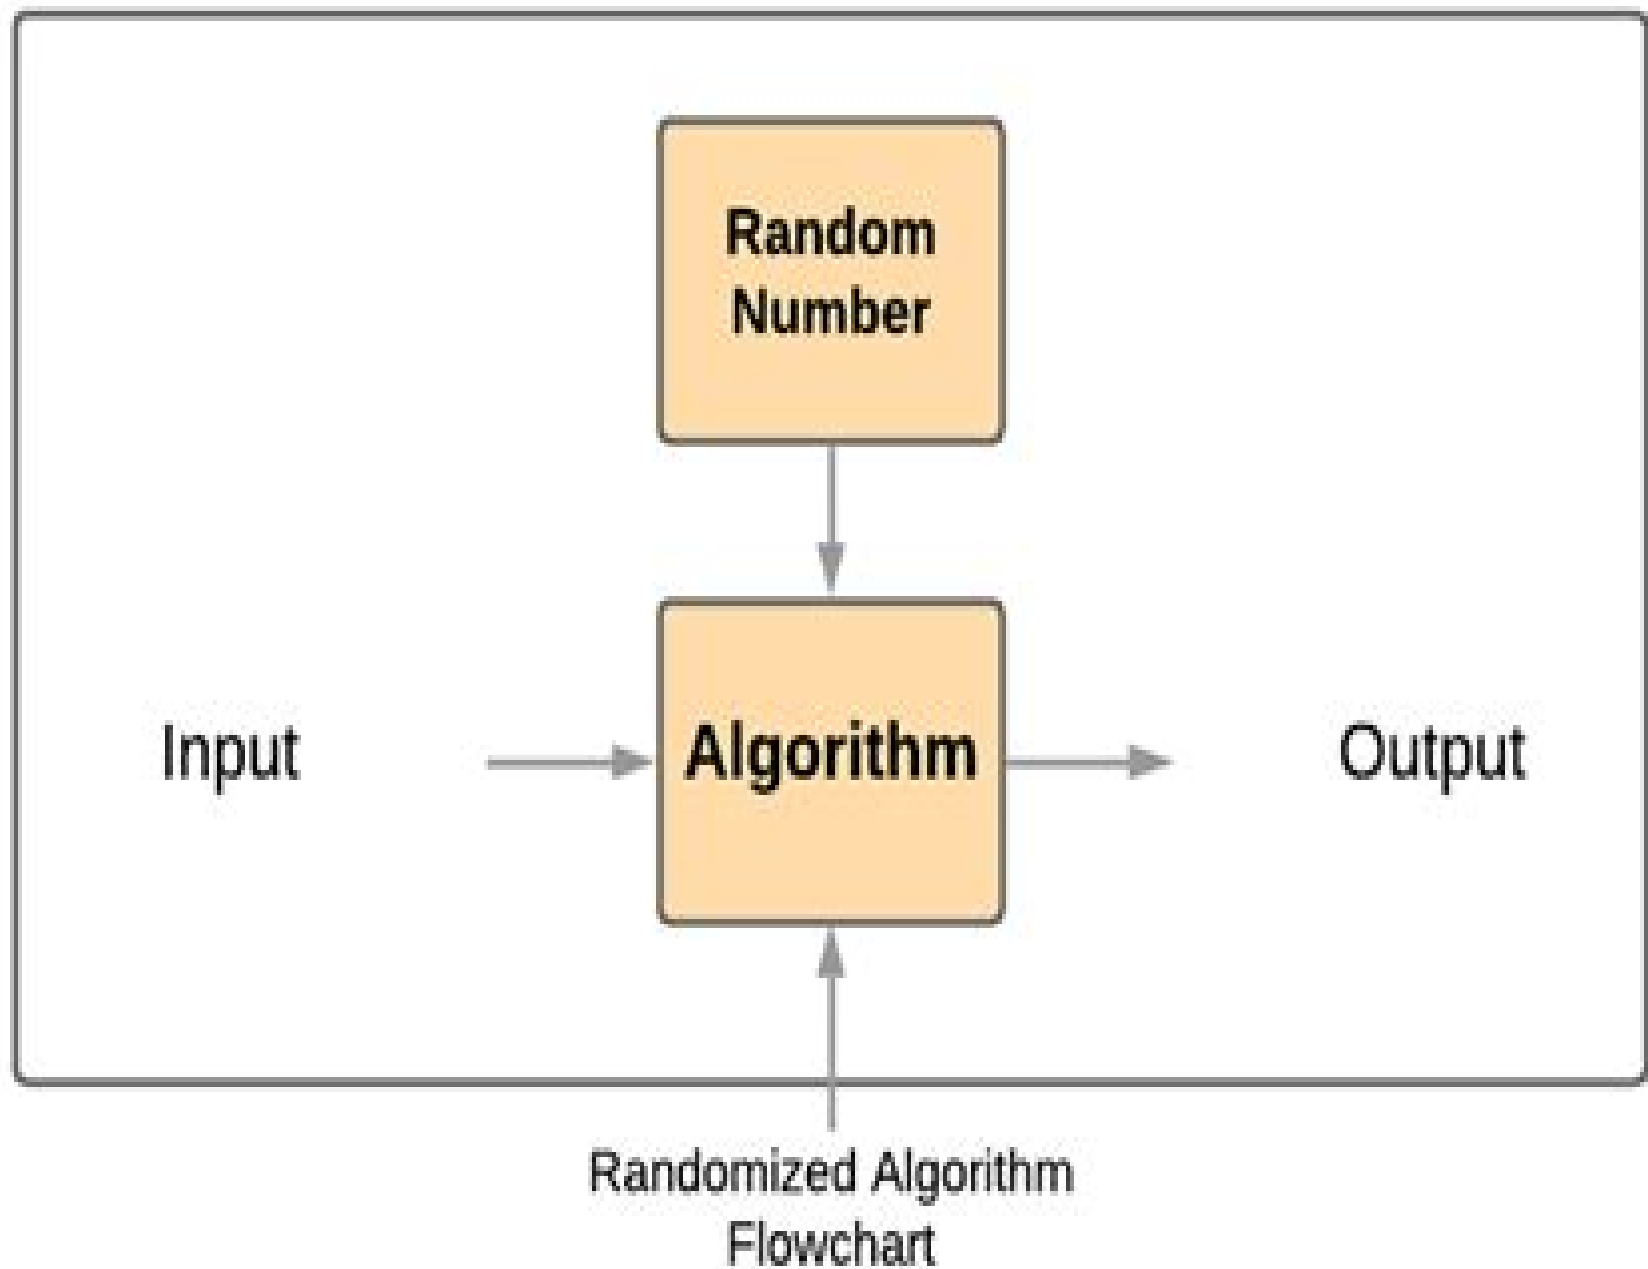 Random
Number
Input
Algorithm
Output
Randomized Algorithm
Flowchart